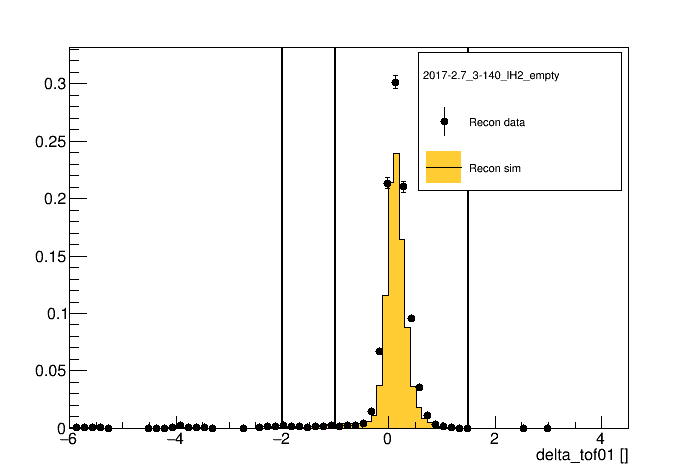 0.3
2017-2.7_3-140_lH2_empty
Recon data
0.25
Recon sim
0.2
0.15
0.1
0.05
0
−6 −4 −2 0 2 4
delta_tof01 []